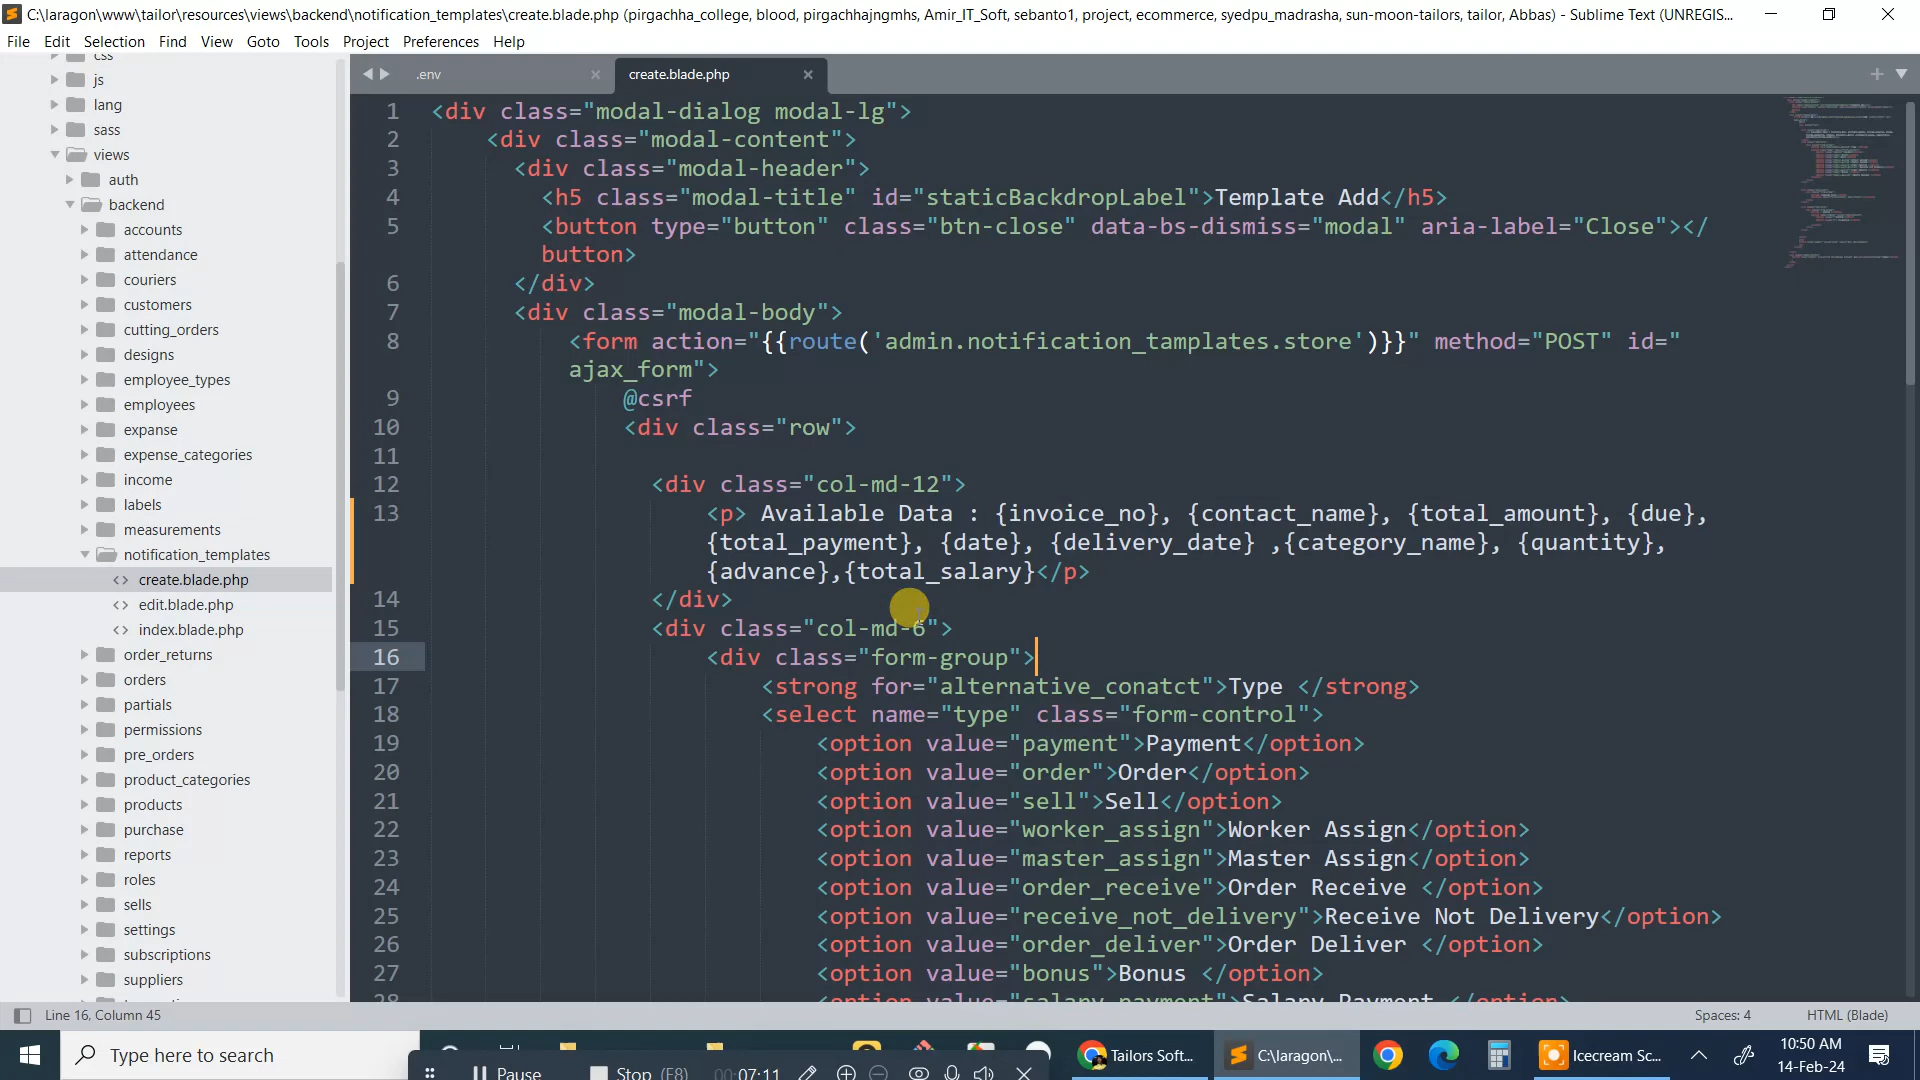 C:\laragon\www\tailor\resources\views\backend\notification_templates\create.blade.php (pirgachha_college, blood, pirgachhajngmhs, Amir_IT_Soft, sebanto1, project, ecommerce, syedpu_madrasha, sun-moon-tailors, tailor, Abbas) - Sublime Text (UNREGIS...
File Edit Selection Find View Goto Tools Project Preferences Help
css
js
lang
sass
views
auth
backend
accounts
attendance
couriers
customers
cutting_orders
designs
employee_types
employees
expanse
expense_categories
income
labels
measurements
notification_templates
create.blade.php
edit.blade.php
index.blade.php
order_returns
orders
partials
permissions
pre_orders
product_categories
products
purchase
reports
roles
sells
settings
subscriptions
suppliers
.env
create.blade.php
1 <div class="modal-dialog modal-lg">
2 <div class="modal-content">
3 <div class="modal-header">
4 <h5 class="modal-title" id="staticBackdropLabel">Template Add</h5>
5 <button type="button" class="btn-close" data-bs-dismiss="modal" aria-label="Close"></
button>
6 </div>
7 <div class="modal-body">
8 <form action="{{route('admin.notification_tamplates.store')}}" method="POST" id="
ajax_form">
9 @csrf
10 <div class="row">
11
12 <div class="col-md-12">
13 <p> Available Data : {invoice_no}, {contact_name}, {total_amount}, {due},
{total_payment}, {date}, {delivery_date} ,{category_name}, {quantity},
{advance},{total_salary}</p>
14 </div>
15 <div class="col-md-6">
16 <div class="form-group">
17 <strong for="alternative_conatct">Type </strong>
18 <select name="type" class="form-control">
19 <option value="payment">Payment</option>
20 <option value="order">Order</option>
21 <option value="sell">Sell</option>
22 <option value="worker_assign">Worker Assign</option>
23 <option value="master_assign">Master Assign</option>
24 <option value="order_receive">Order Receive </option>
25 <option value="receive_not_delivery">Receive Not Delivery</option>
26 <option value="order_deliver">Order Deliver </option>
27 <option value="bonus">Bonus </option>
28 <option value="salary_payment">Salary Payment </option>
Line 16, Column 45
Spaces: 4
HTML (Blade)
Type here to search
Pause
Stop (F8)
00:07:11
Tailors Soft...
C:\laragon\...
Icecream Sc...
10:50 AM
14-Feb-24